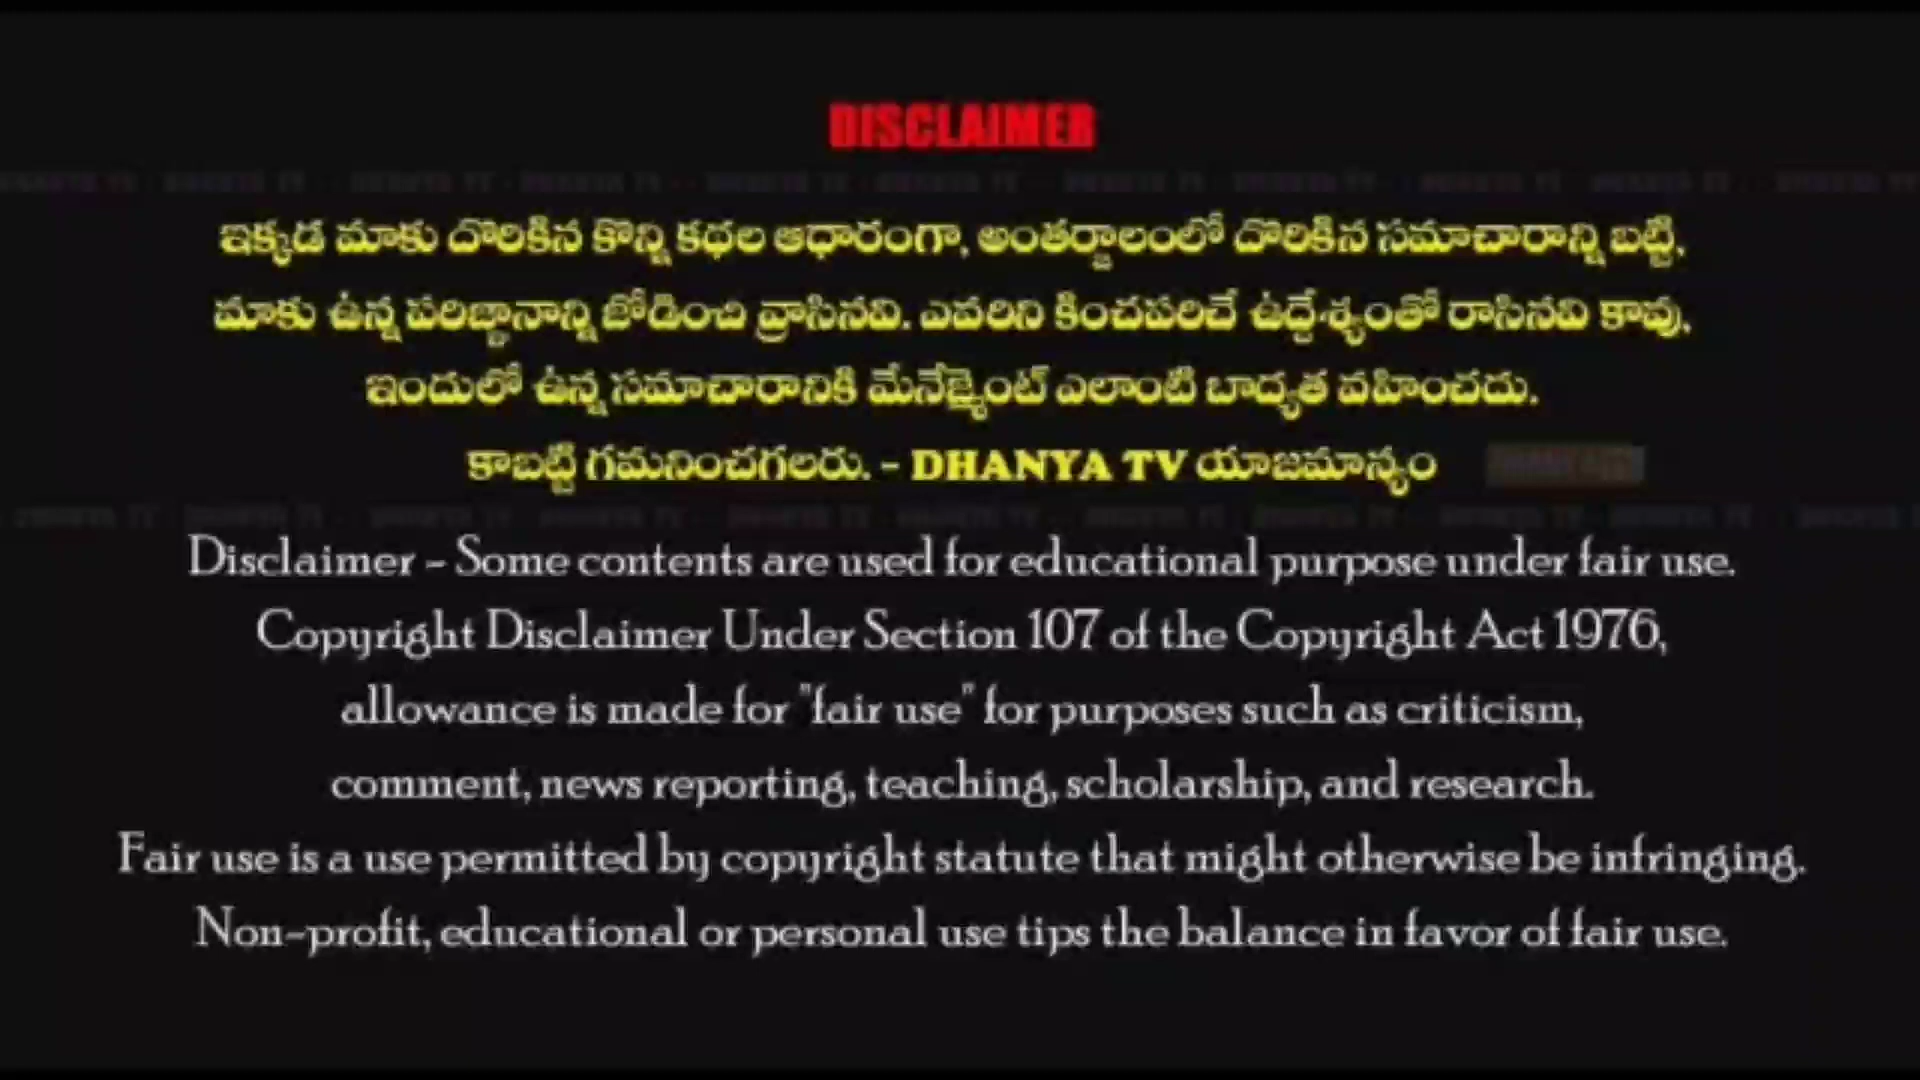 DISCLAIMER
ఇక్కడ మాకు దొరికిన కొన్ని కథల ఆధారంగా, అంతర్జాలంలో దొరికిన సమాచారాన్ని బట్టి,
మాకు ఉన్న పరిజ్ఞానాన్ని జోడించి వ్రాసినవి. ఎవరిని కించపరిచే ఉద్దేశ్యంతో రాసినవి కావు,
ఇందులో ఉన్న సమాచారానికి మేనేజ్మెంట్ ఎలాంటి బాద్యత వహించదు.
కాబట్టి గమనించగలరు. - DHANYA TV యాజమాన్యం
Disclaimer - Some contents are used for educational purpose under fair use.
Copyright Disclaimer Under Section 107 of the Copyright Act 1976,
allowance is made for "fair use" for purposes such as criticism,
comment, news reporting, teaching, scholarship, and research.
Fair use is a use permitted by copyright statute that might otherwise be infringing.
Non-profit, educational or personal use tips the balance in favor of fair use.